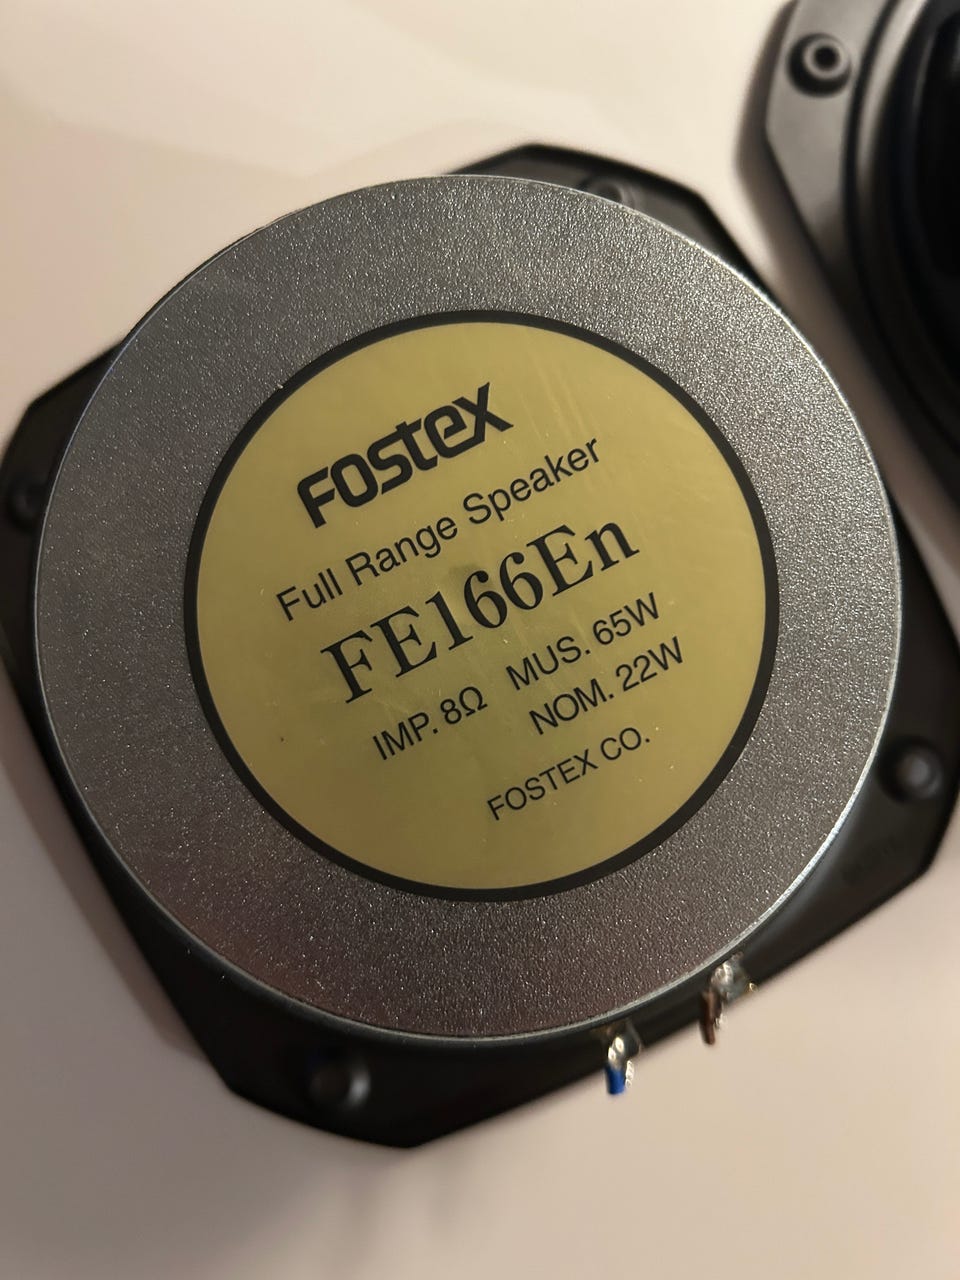 Fostex
Full Range Speaker
FE166En
IMP. 8Ω MUS. 65W
NOM. 22W
FOSTEX CO.